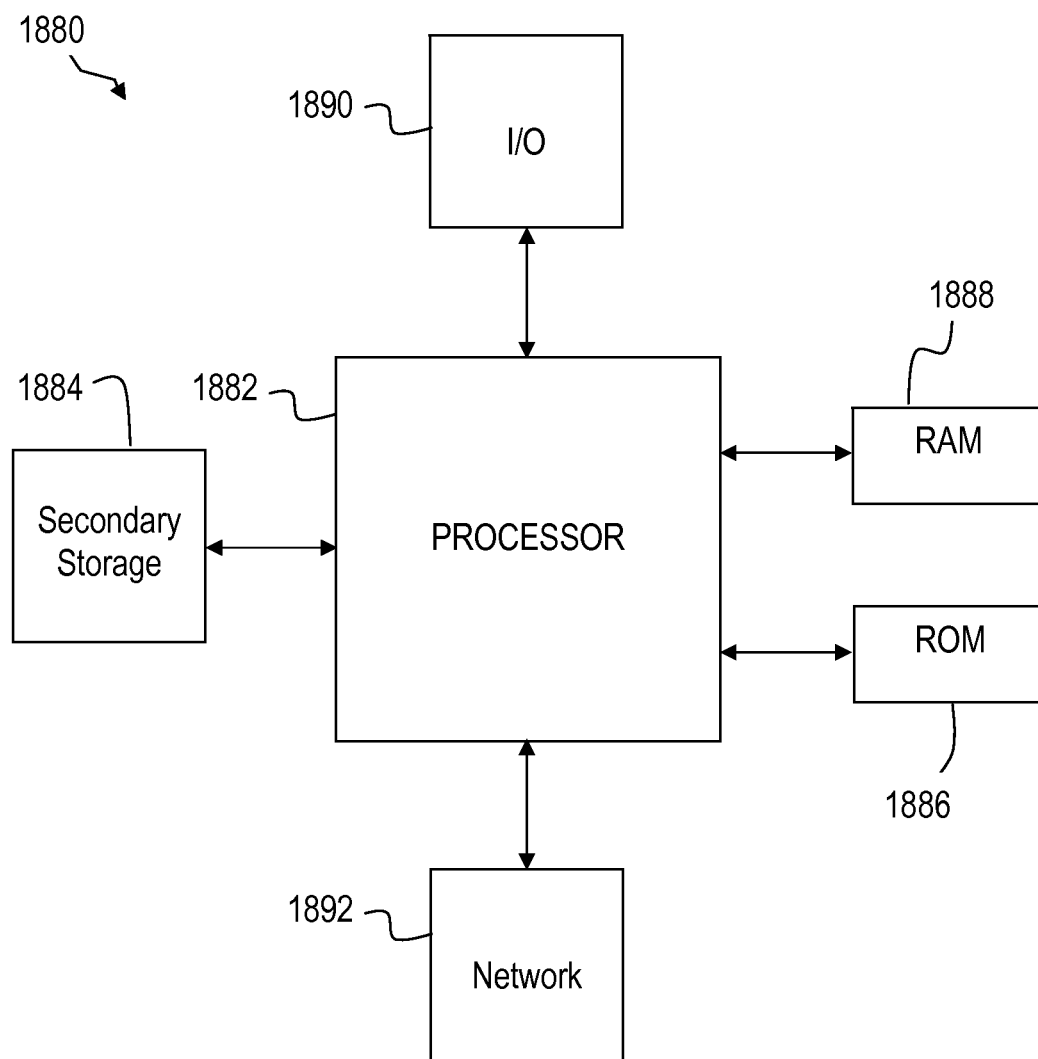 1880
1890
I/O
1888
1884
1882
RAM
Secondary
Storage
PROCESSOR
ROM
1886
1892
Network